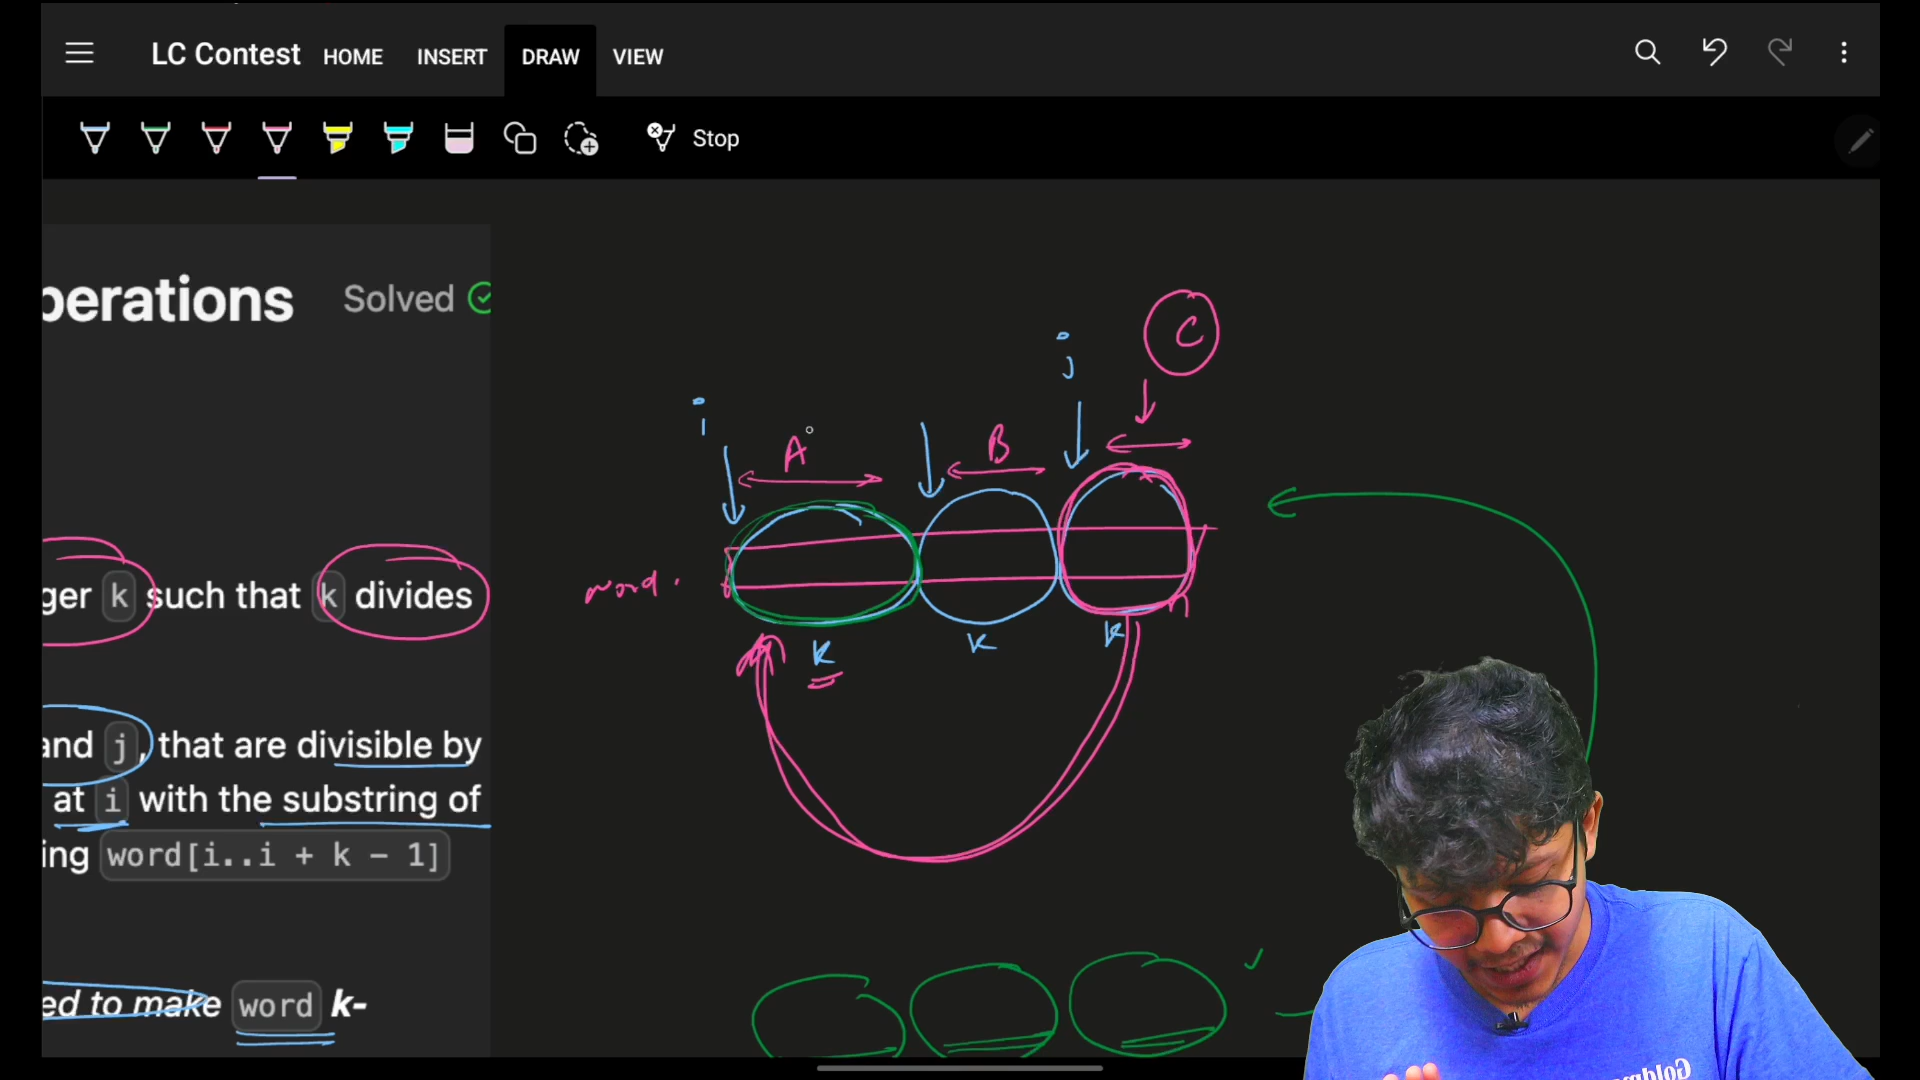 LC Contest HOME INSERT DRAW VIEW
Stop
perations Solved
ger k such that k divides
and j, that are divisible by
at i with the substring of
ing word[i..i + k - 1]
ed to make word k-
C
j
i
A B
word.
n
k k k